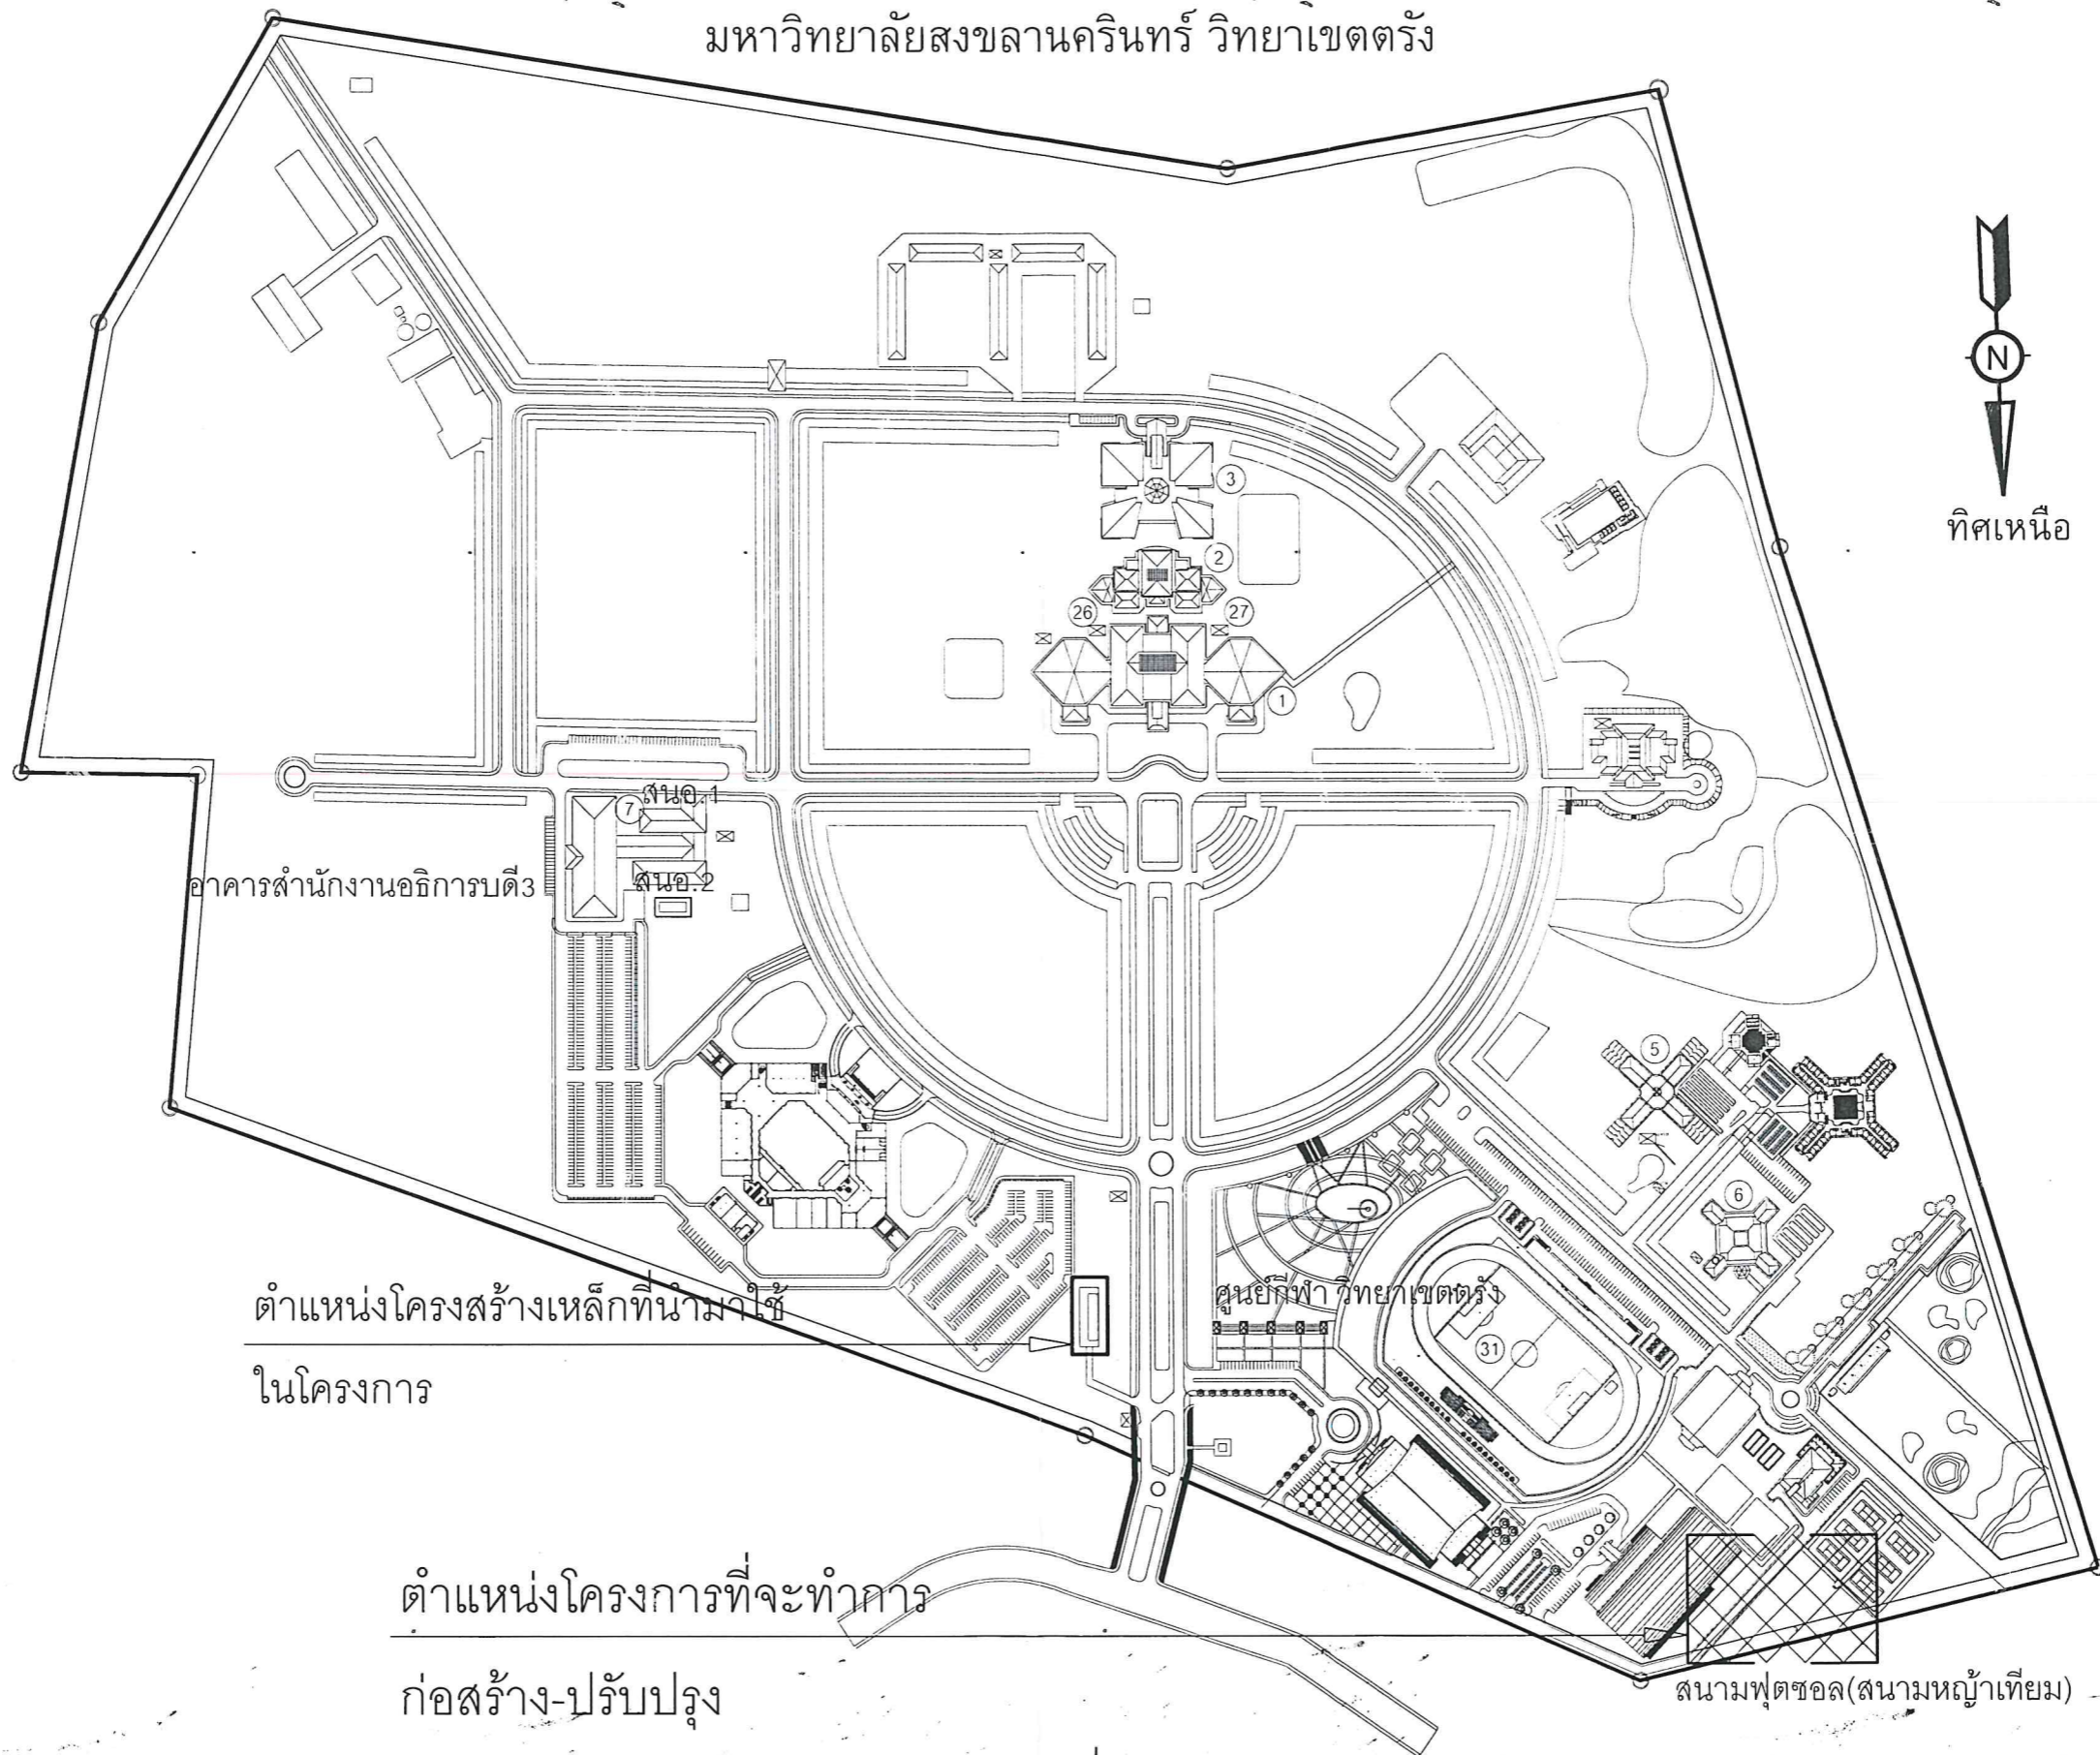 มหาวิทยาลัยสงขลานครินทร์ วิทยาเขตตรัง
N
ทิศเหนือ
3
2
26
27
1
สนอ.1
7
อาคารสำนักงานอธิการบดี3
สนอ.2
5
6
ตำแหน่งโครงสร้างเหล็กที่นำมาใช้
ในโครงการ
ศูนย์กีฬา วิทยาเขตตรัง
31
ตำแหน่งโครงการที่จะทำการ
ก่อสร้าง-ปรับปรุง
สนามฟุตซอล(สนามหญ้าเทียม)